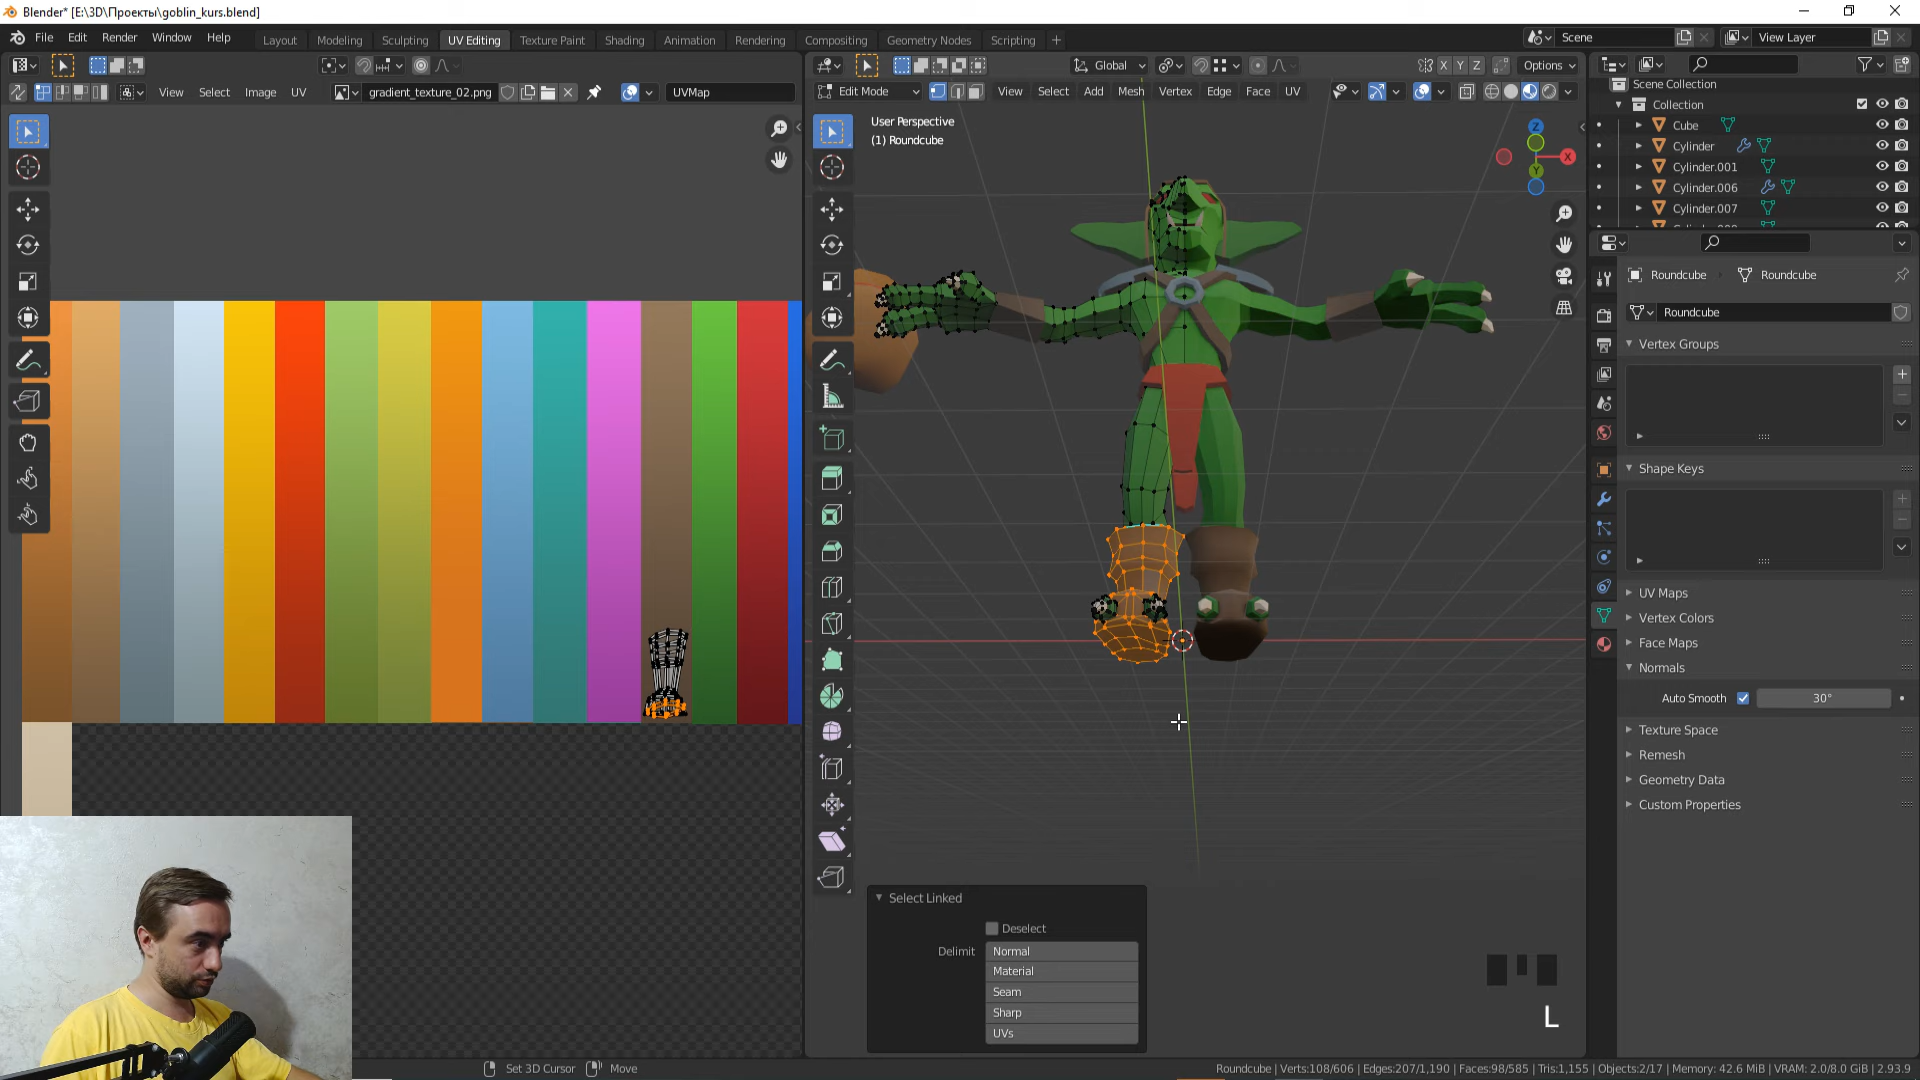 Blender* [E:\3D\Проекты\goblin_kurs.blend]
File Edit Render Window Help
Layout Modeling Sculpting UV Editing Texture Paint Shading Animation Rendering Compositing Geometry Nodes Scripting +
Scene
View Layer
Global
X Y Z
Options
View Select Image UV
gradient_texture_02.png
UVMap
Edit Mode
View Select Add Mesh Vertex Edge Face UV
User Perspective
(1) Roundcube
Z
X
Y
Scene Collection
Collection
Cube
Cylinder
Cylinder.001
Cylinder.006
Cylinder.007
Roundcube
Roundcube
Roundcube
Vertex Groups
Shape Keys
UV Maps
Vertex Colors
Face Maps
Normals
Auto Smooth
30°
Texture Space
Remesh
Geometry Data
Custom Properties
Select Linked
Deselect
Delimit
Normal
Material
Seam
Sharp
UVs
L
Set 3D Cursor
Move
Roundcube | Verts:108/606 | Edges:207/1,190 | Faces:98/585 | Tris:1,155 | Objects:2/17 | Memory: 42.6 MiB | VRAM: 2.0/8.0 GiB | 2.93.9